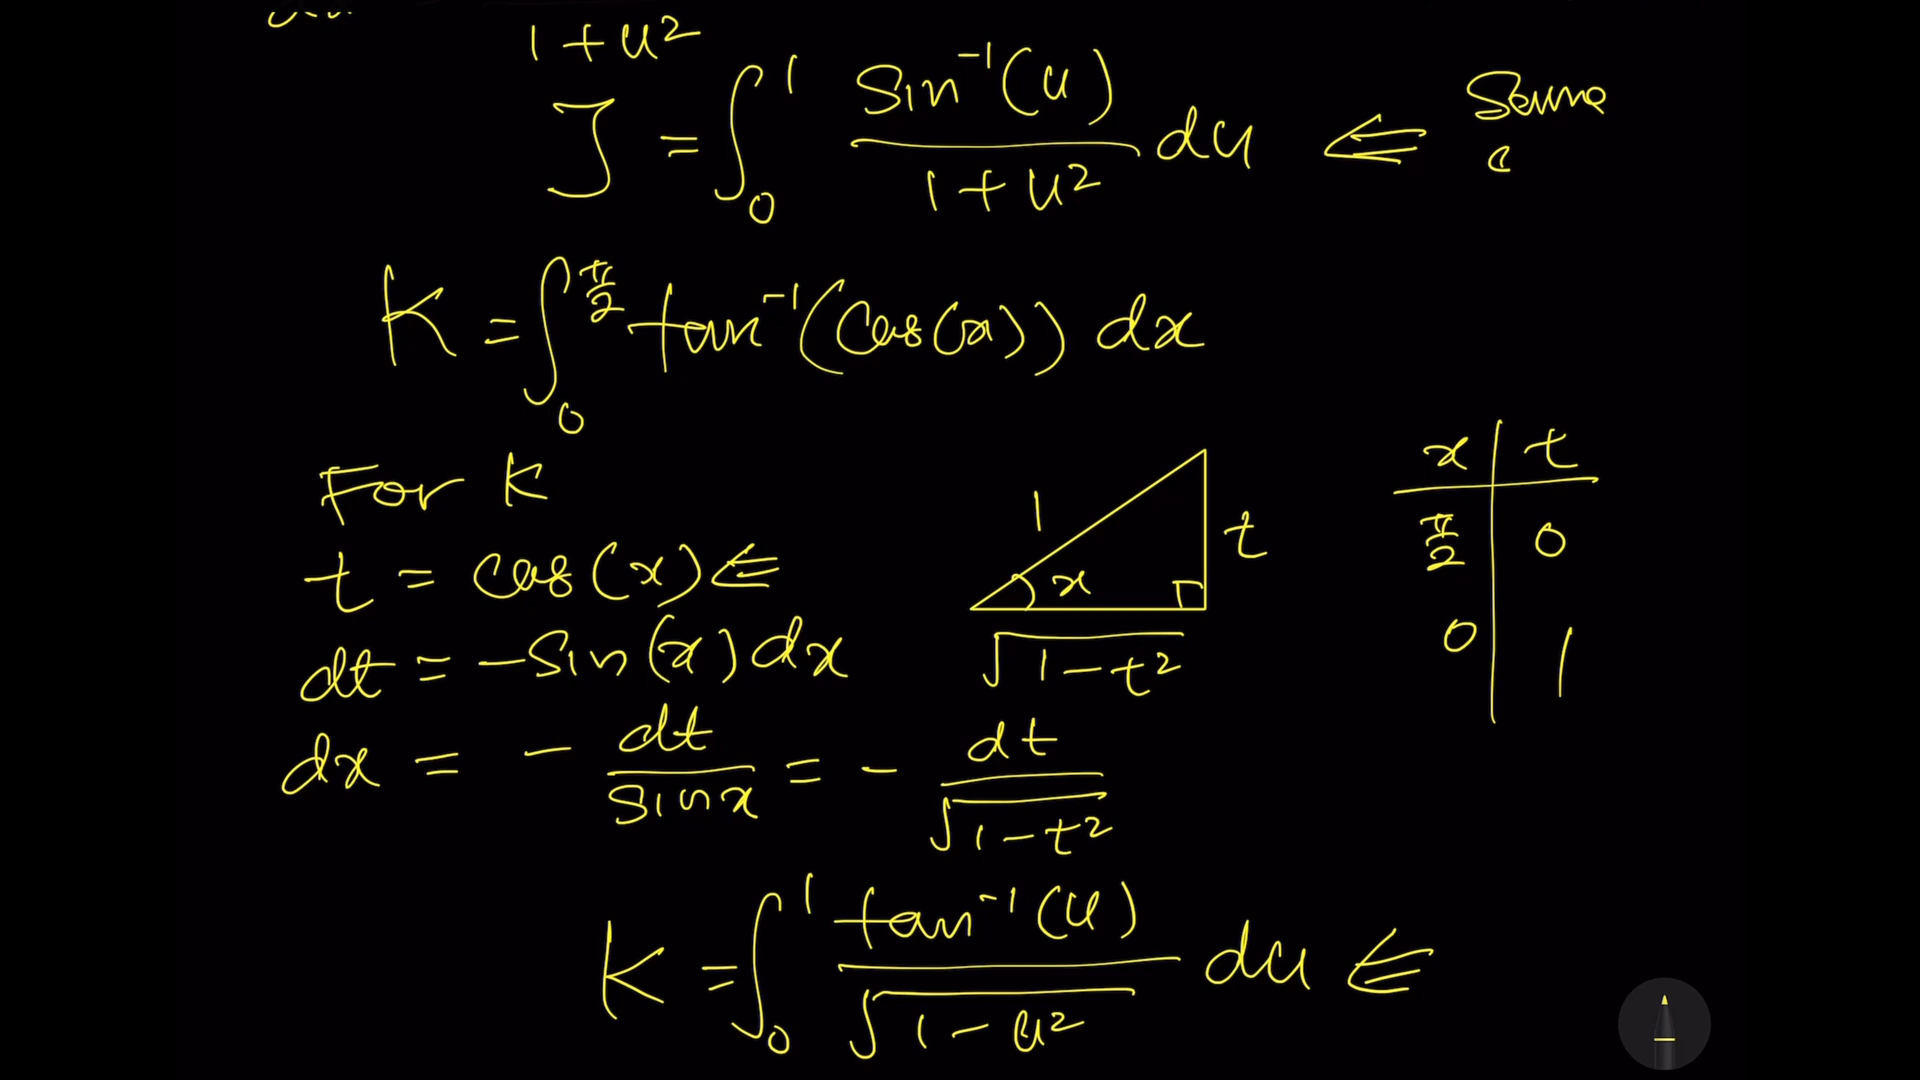 1 + u²
J = ∫₀¹ sin⁻¹(u) / (1 + u²) du ⇐ Same
K = ∫₀^(π/2) tan⁻¹(cos(x)) dx
For K
t = cos(x) ⇐
dt = -sin(x) dx
dx = - dt / sin x = - dt / √(1 - t²)
1 t
x
√(1 - t²)
x | t
π/2 | 0
0 | 1
K = ∫₀¹ tan⁻¹(u) / √(1 - u²) du ⇐